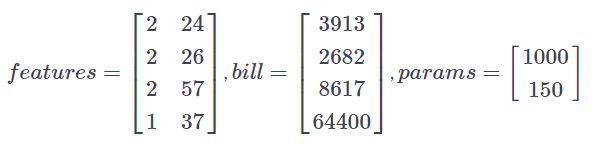 features = [2 24; 2 26; 2 57; 1 37], bill = [3913; 2682; 8617; 64400], params = [1000; 150]